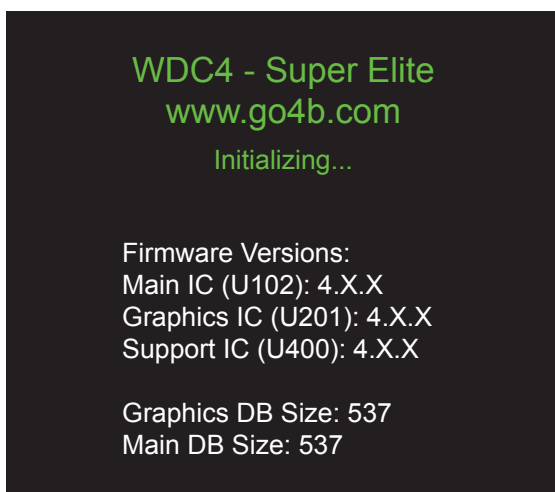 WDC4 - Super Elite
www.go4b.com
Initializing...
Firmware Versions:
Main IC (U102): 4.X.X
Graphics IC (U201): 4.X.X
Support IC (U400): 4.X.X
Graphics DB Size: 537
Main DB Size: 537